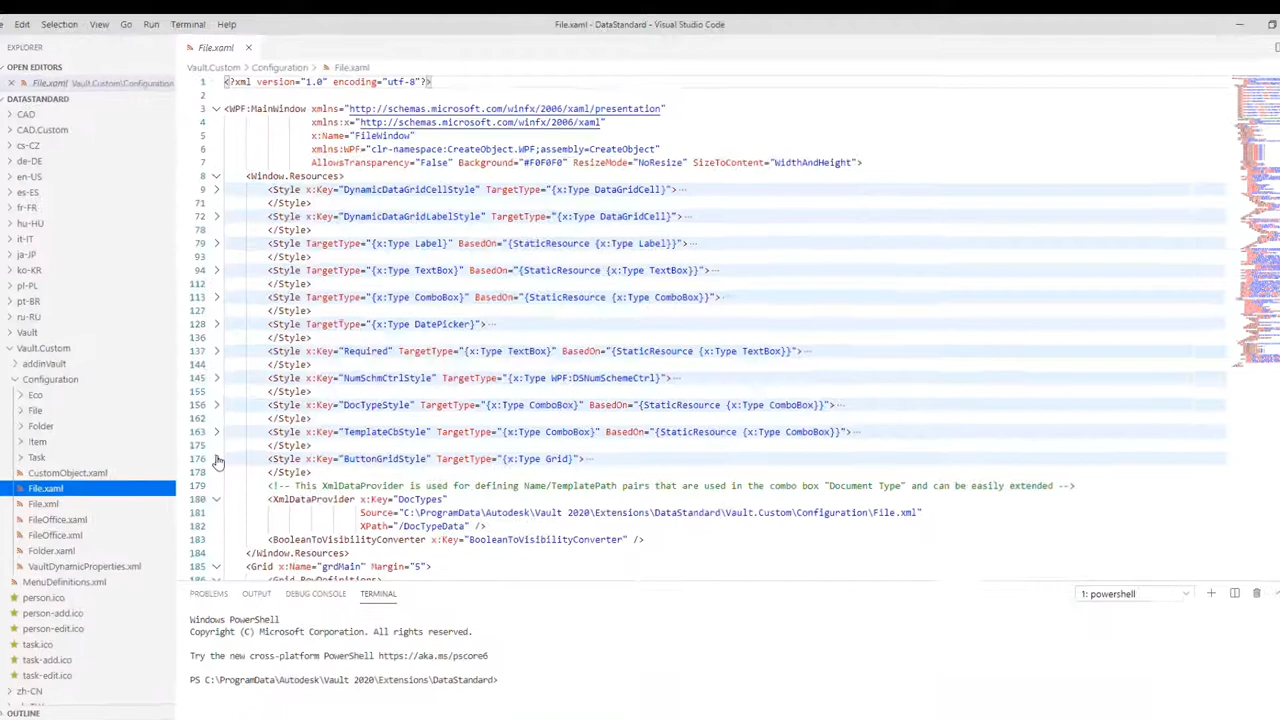 Edit Selection View Go Run Terminal Help File.xaml - DataStandard - Visual Studio Code
EXPLORER
OPEN EDITORS
File.xaml Vault.Custom\Configuration
DATASTANDARD
CAD
CAD.Custom
cs-CZ
de-DE
en-US
es-ES
fr-FR
hu-HU
it-IT
ja-JP
ko-KR
pl-PL
pt-BR
ru-RU
Vault
Vault.Custom
addinVault
Configuration
Eco
File
Folder
Item
Task
CustomObject.xaml
File.xaml
File.xml
FileOffice.xaml
FileOffice.xml
Folder.xaml
VaultDynamicProperties.xml
MenuDefinitions.xml
person.ico
person-add.ico
person-edit.ico
task.ico
task-add.ico
task-edit.ico
zh-CN
OUTLINE
File.xaml
Vault.Custom > Configuration > File.xaml
1 <?xml version="1.0" encoding="utf-8"?>
2
3 <WPF:MainWindow xmlns="http://schemas.microsoft.com/winfx/2006/xaml/presentation"
4 xmlns:x="http://schemas.microsoft.com/winfx/2006/xaml"
5 x:Name="FileWindow"
6 xmlns:WPF="clr-namespace:CreateObject.WPF;assembly=CreateObject"
7 AllowsTransparency="False" Background="#F0F0F0" ResizeMode="NoResize" SizeToContent="WidthAndHeight">
8 <Window.Resources>
9 <Style x:Key="DynamicDataGridCellStyle" TargetType="{x:Type DataGridCell}">
71 </Style>
72 <Style x:Key="DynamicDataGridLabelStyle" TargetType="{x:Type DataGridCell}">
78 </Style>
79 <Style TargetType="{x:Type Label}" BasedOn="{StaticResource {x:Type Label}}">
93 </Style>
94 <Style TargetType="{x:Type TextBox}" BasedOn="{StaticResource {x:Type TextBox}}">
112 </Style>
113 <Style TargetType="{x:Type ComboBox}" BasedOn="{StaticResource {x:Type ComboBox}}">
127 </Style>
128 <Style TargetType="{x:Type DatePicker}">
136 </Style>
137 <Style x:Key="Required" TargetType="{x:Type TextBox}" BasedOn="{StaticResource {x:Type TextBox}}">
144 </Style>
145 <Style x:Key="NumSchmCtrlStyle" TargetType="{x:Type WPF:DSNumSchemeCtrl}">
155 </Style>
156 <Style x:Key="DocTypeStyle" TargetType="{x:Type ComboBox}" BasedOn="{StaticResource {x:Type ComboBox}}">
162 </Style>
163 <Style x:Key="TemplateCbStyle" TargetType="{x:Type ComboBox}" BasedOn="{StaticResource {x:Type ComboBox}}">
175 </Style>
176 <Style x:Key="ButtonGridStyle" TargetType="{x:Type Grid}">
178 </Style>
179 <!-- This XmlDataProvider is used for defining Name/TemplatePath pairs that are used in the combo box "Document Type" and can be easily extended -->
180 <XmlDataProvider x:Key="DocTypes"
181 Source="C:\ProgramData\Autodesk\Vault 2020\Extensions\DataStandard\Vault.Custom\Configuration\File.xml"
182 XPath="/DocTypeData" />
183 <BooleanToVisibilityConverter x:Key="BooleanToVisibilityConverter" />
184 </Window.Resources>
185 <Grid x:Name="grdMain" Margin="5">
186 <Grid.RowDefinitions>
PROBLEMS OUTPUT DEBUG CONSOLE TERMINAL 1: powershell
Windows PowerShell
Copyright (C) Microsoft Corporation. All rights reserved.
Try the new cross-platform PowerShell https://aka.ms/pscore6
PS C:\ProgramData\Autodesk\Vault 2020\Extensions\DataStandard>